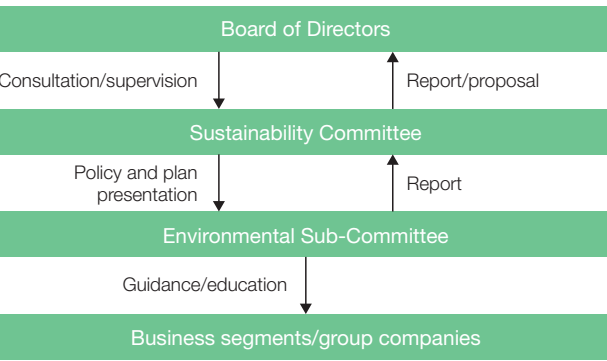 Board of Directors
Consultation/supervision
Report/proposal
Sustainability Committee
Policy and plan
presentation
Report
Environmental Sub-Committee
Guidance/education
Business segments/group companies